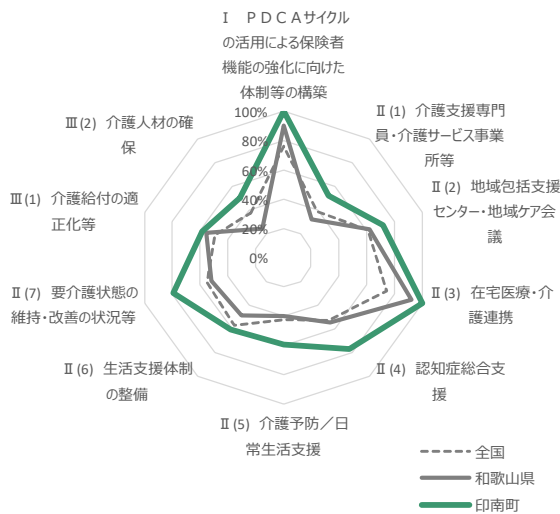 Ⅰ　ＰＤＣＡサイクル
の活用による保険者
機能の強化に向けた
体制等の構築
Ⅱ(1) 介護支援専門
員・介護サービス事業
所等
Ⅱ(2) 地域包括支援
センター・地域ケア会
議
Ⅱ(3) 在宅医療・介
護連携
Ⅱ(4) 認知症総合支
援
Ⅱ(5) 介護予防／日
常生活支援
Ⅱ(6) 生活支援体制
の整備
Ⅱ(7) 要介護状態の
維持・改善の状況等
Ⅲ(1) 介護給付の適
正化等
Ⅲ(2) 介護人材の確
保
100%
80%
60%
40%
20%
0%
全国
和歌山県
印南町